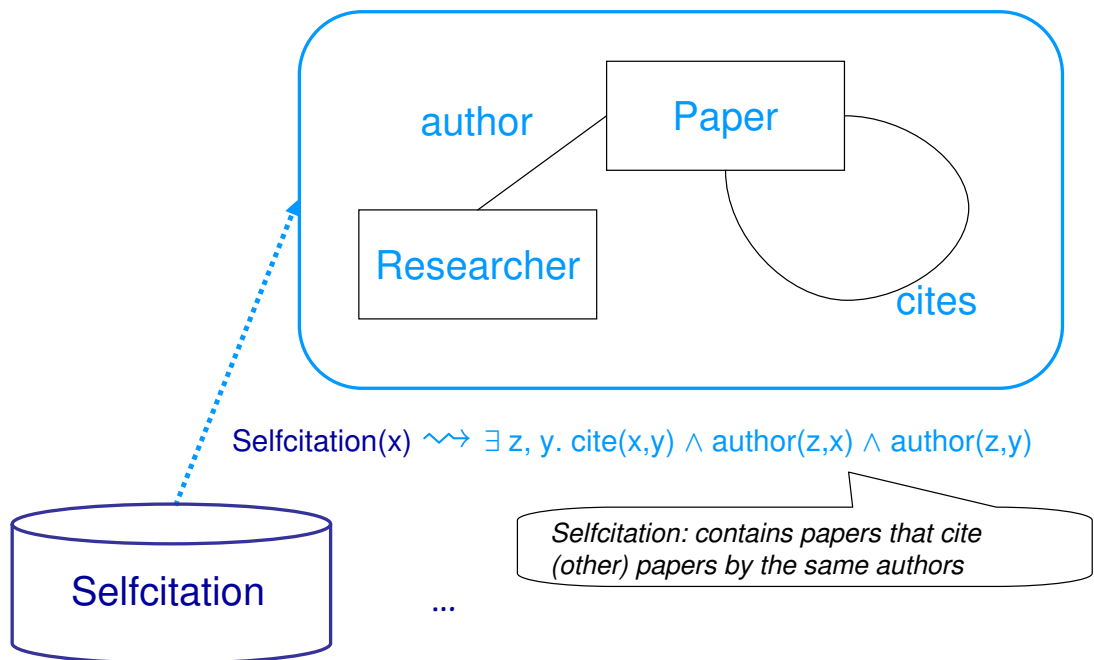 author
Paper
Researcher
cites
Selfcitation(x) ⇝ ∃ z, y. cite(x,y) ∧ author(z,x) ∧ author(z,y)
Selfcitation: contains papers that cite
(other) papers by the same authors
Selfcitation
...